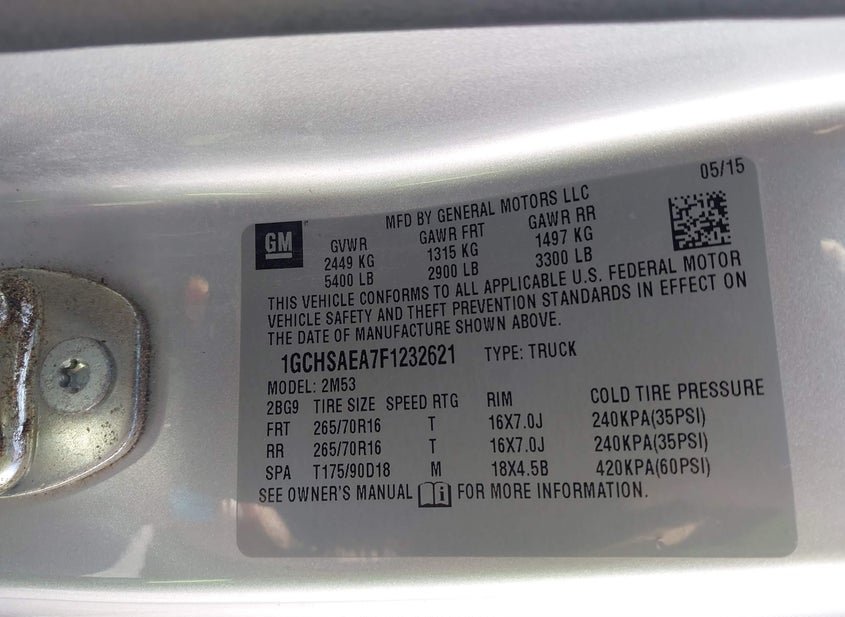 05/15
MFD BY GENERAL MOTORS LLC
GM
GVWR GAWR FRT GAWR RR
2449 KG 1315 KG 1497 KG
5400 LB 2900 LB 3300 LB
THIS VEHICLE CONFORMS TO ALL APPLICABLE U.S. FEDERAL MOTOR
VEHICLE SAFETY AND THEFT PREVENTION STANDARDS IN EFFECT ON
THE DATE OF MANUFACTURE SHOWN ABOVE.
1GCHSAEA7F1232621 TYPE: TRUCK
MODEL: 2M53
2BG9 TIRE SIZE SPEED RTG RIM COLD TIRE PRESSURE
FRT 265/70R16 T 16X7.0J 240KPA(35PSI)
RR 265/70R16 T 16X7.0J 240KPA(35PSI)
SPA T175/90D18 M 18X4.5B 420KPA(60PSI)
SEE OWNER'S MANUAL i FOR MORE INFORMATION.